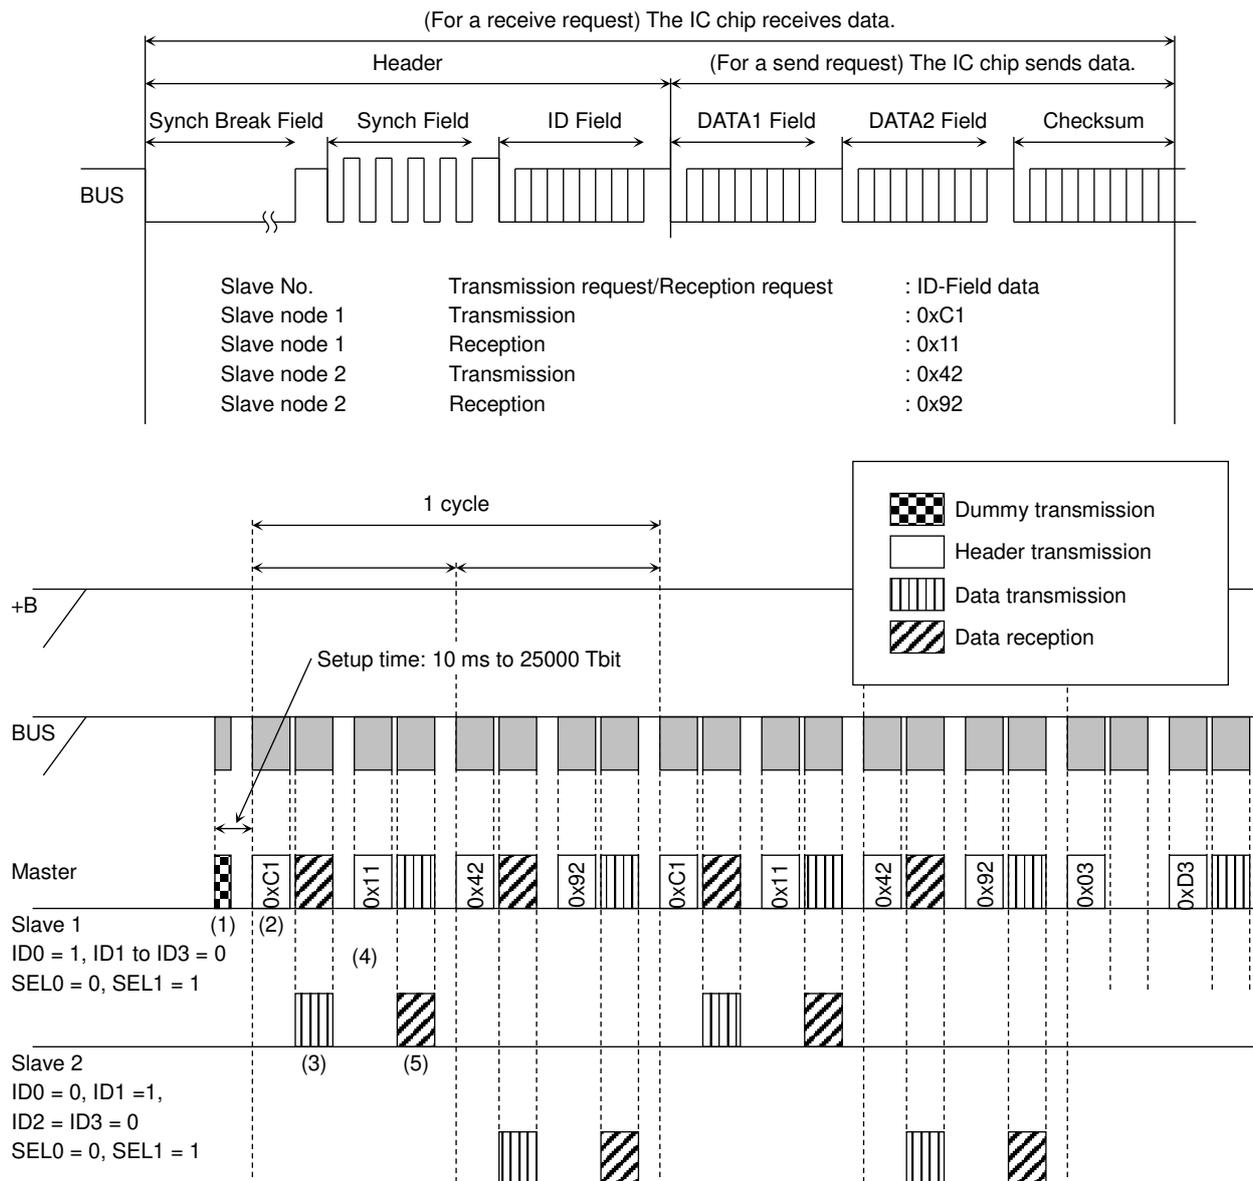 (For a receive request) The IC chip receives data.
Header
(For a send request) The IC chip sends data.
Synch Break Field
Synch Field
ID Field
DATA1 Field
DATA2 Field
Checksum
BUS
Slave No. Transmission request/Reception request : ID-Field data
Slave node 1 Transmission : 0xC1
Slave node 1 Reception : 0x11
Slave node 2 Transmission : 0x42
Slave node 2 Reception : 0x92
1 cycle
Dummy transmission
Header transmission
Data transmission
Data reception
+B
Setup time: 10 ms to 25000 Tbit
BUS
Master
0xC1
0x11
0x42
0x92
0xC1
0x11
0x42
0x92
0x03
0xD3
Slave 1
(1)
(2)
ID0 = 1, ID1 to ID3 = 0
(4)
SEL0 = 0, SEL1 = 1
Slave 2
(3)
(5)
ID0 = 0, ID1 =1,
ID2 = ID3 = 0
SEL0 = 0, SEL1 = 1